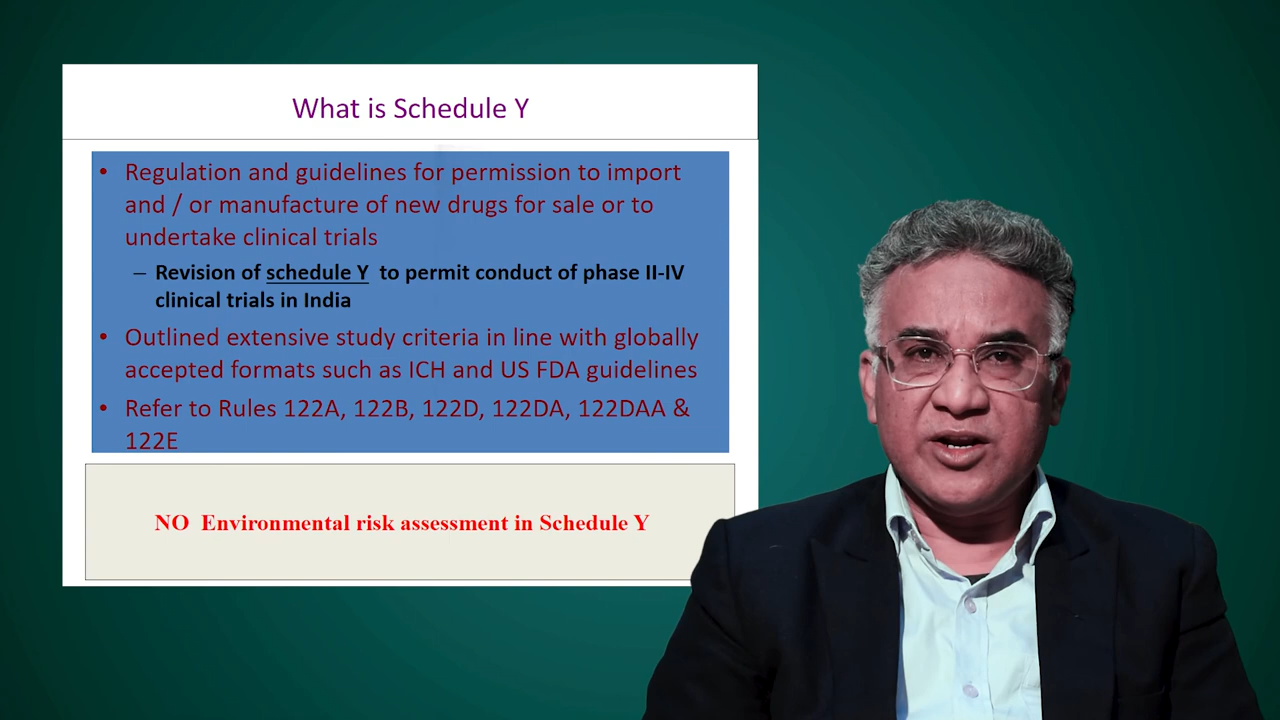 What is Schedule Y
• Regulation and guidelines for permission to import
and / or manufacture of new drugs for sale or to
undertake clinical trials
– Revision of schedule Y to permit conduct of phase II-IV
clinical trials in India
• Outlined extensive study criteria in line with globally
accepted formats such as ICH and US FDA guidelines
• Refer to Rules 122A, 122B, 122D, 122DA, 122DAA &
122E
NO Environmental risk assessment in Schedule Y